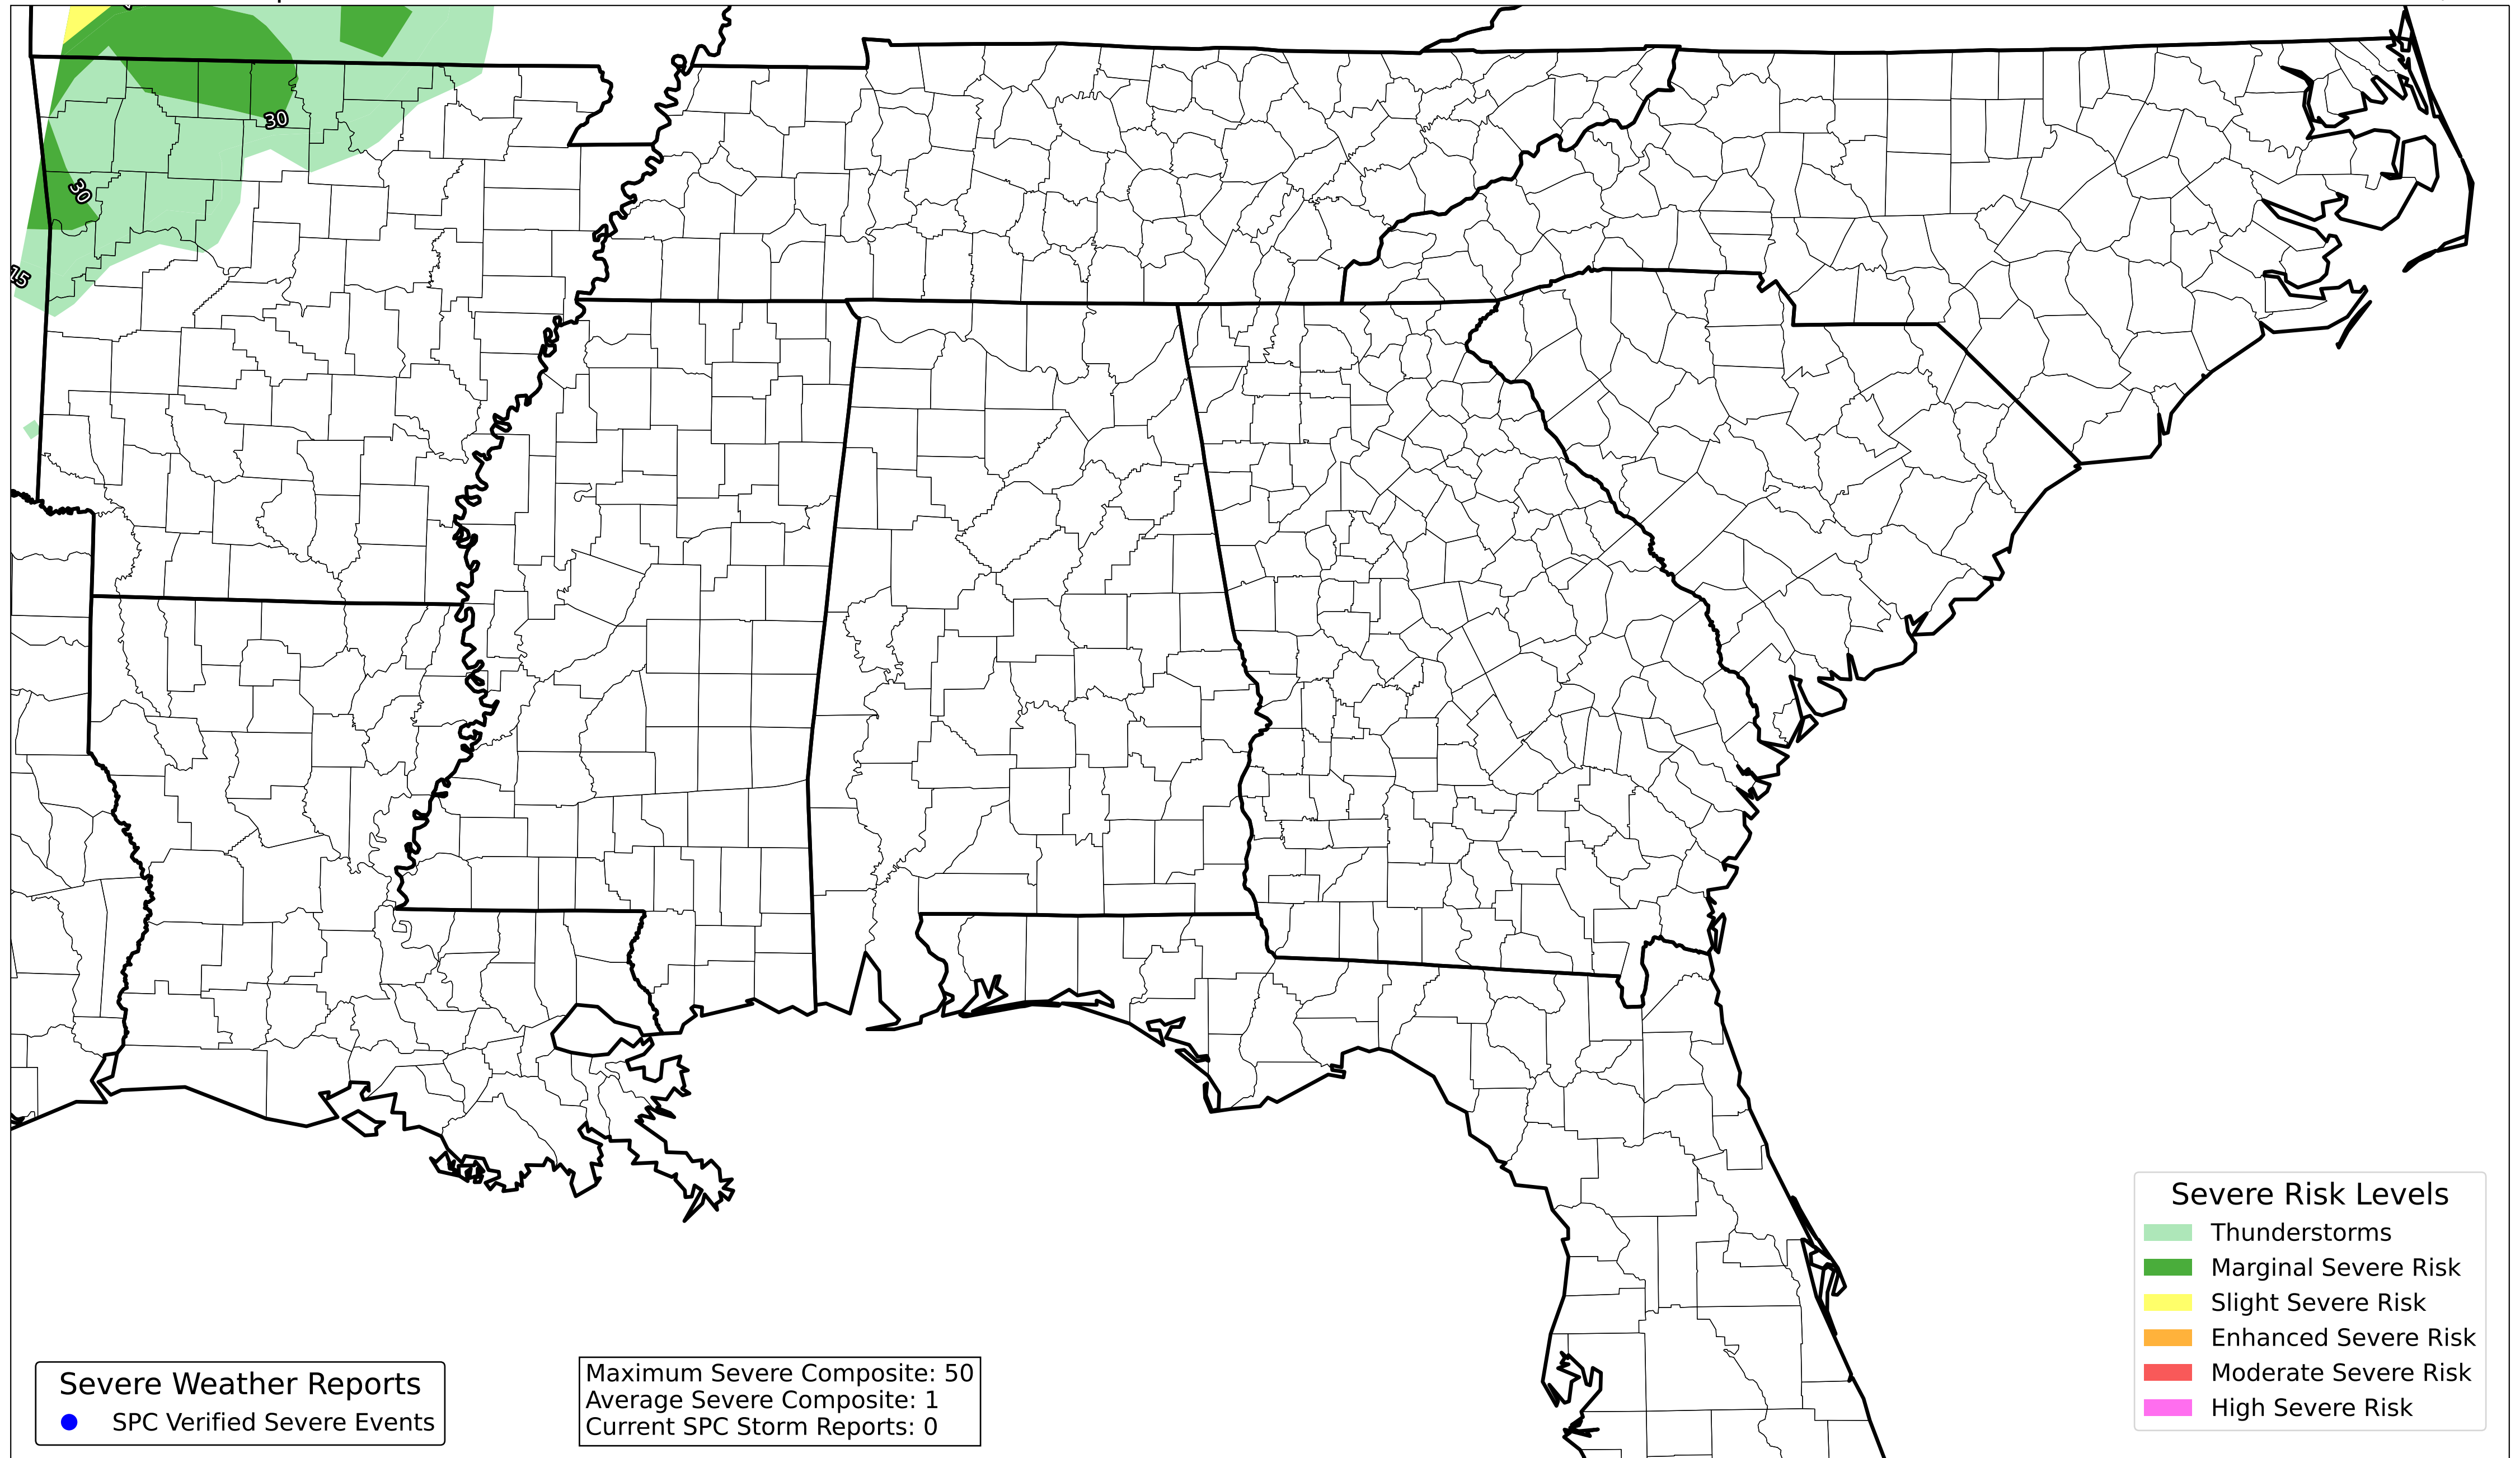 30
30
15
Severe Risk Levels
Thunderstorms
Marginal Severe Risk
Slight Severe Risk
Enhanced Severe Risk
Moderate Severe Risk
High Severe Risk
Severe Weather Reports
SPC Verified Severe Events
Maximum Severe Composite: 50
Average Severe Composite: 1
Current SPC Storm Reports: 0